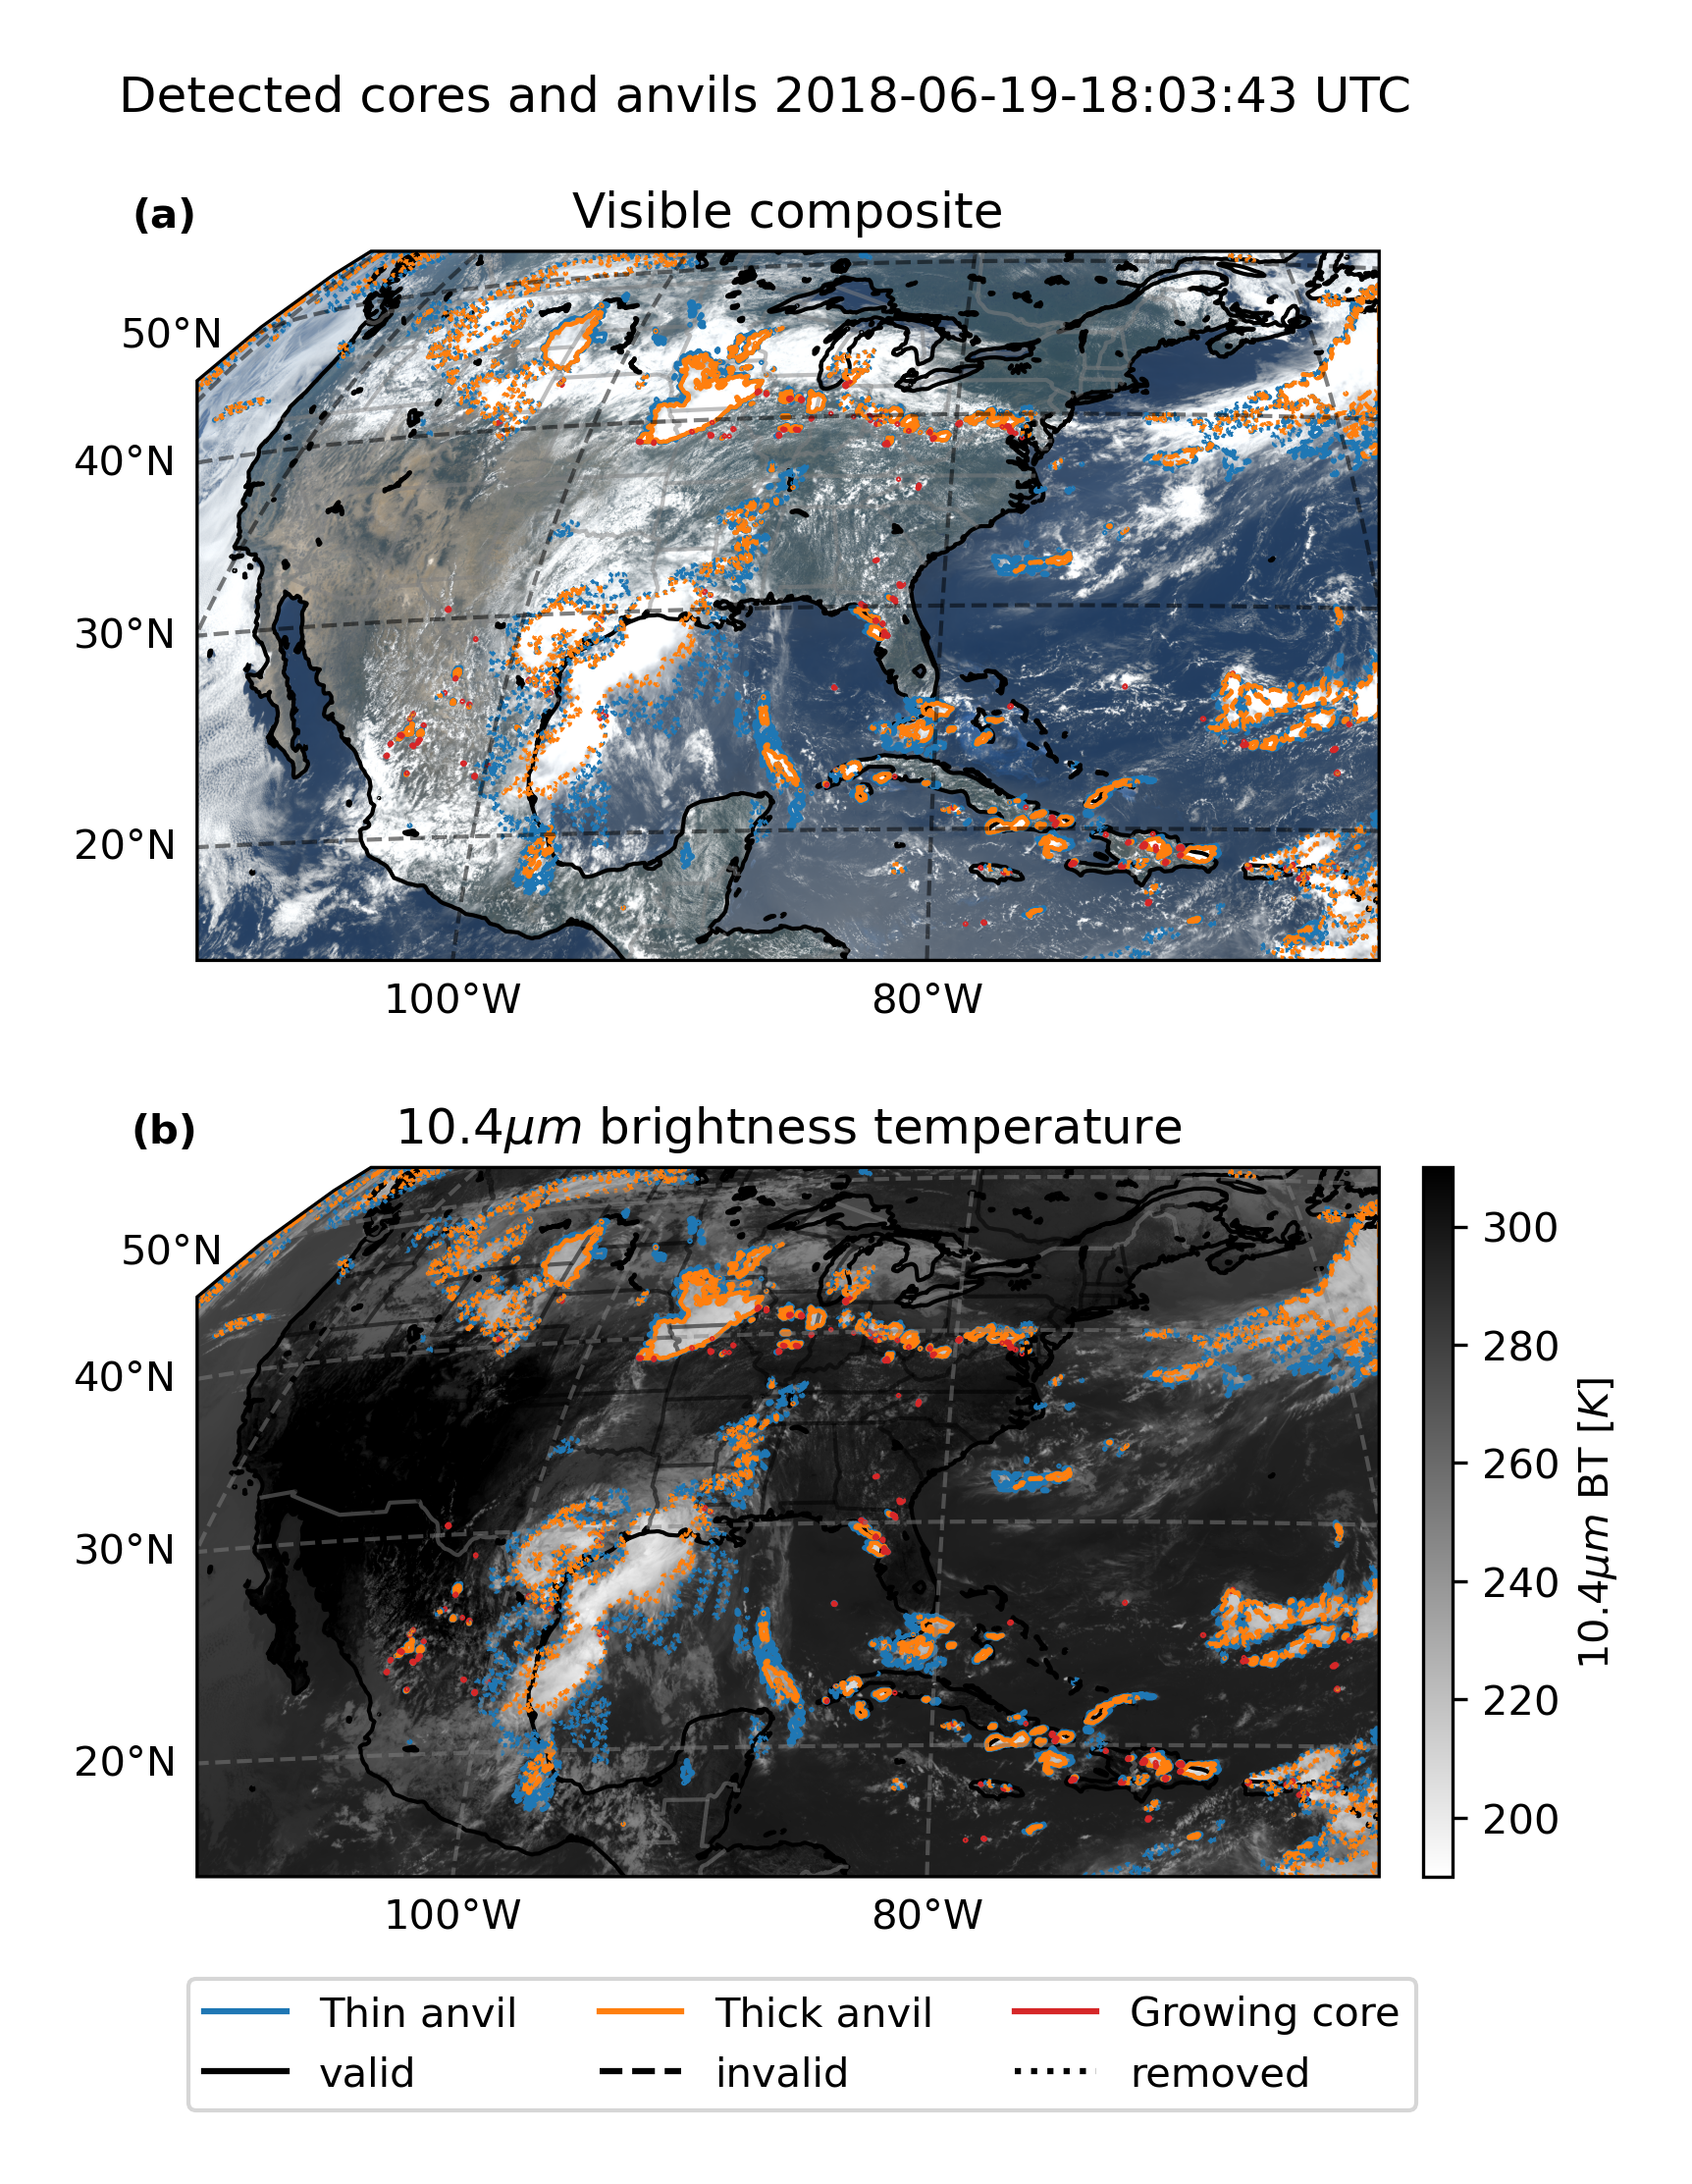 Detected cores and anvils 2018-06-19-18:03:43 UTC
(a) Visible composite
50°N
40°N
30°N
20°N
100°W 80°W
(b) 10.4μm brightness temperature
50°N
40°N
30°N
20°N
100°W 80°W
300
280
260
240
220
200
10.4μm BT [K]
Thin anvil Thick anvil Growing core
valid invalid removed